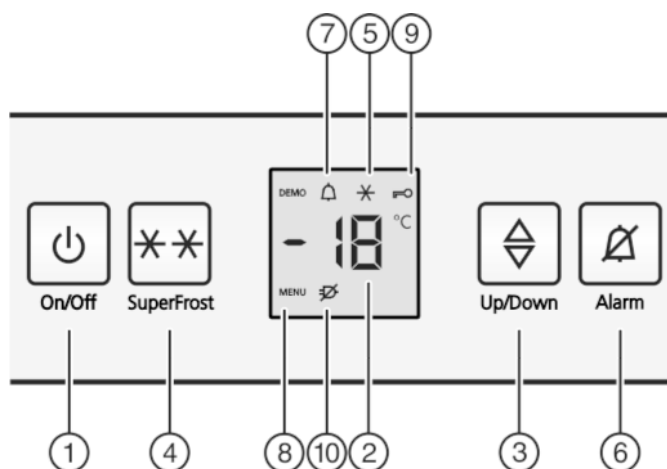 7 5 9
DEMO
-18 °C
MENU
On/Off SuperFrost Up/Down Alarm
1 4 8 10 2 3 6